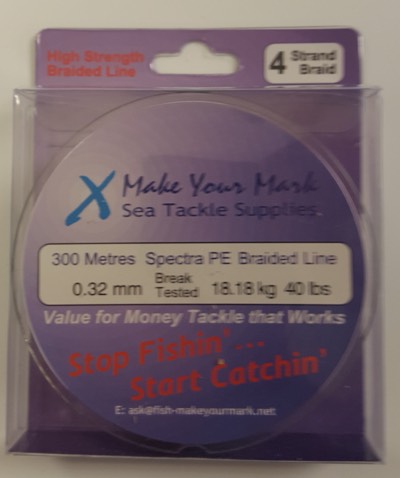 High Strength
Braided Line
4 Strand
Braid
X Make Your Mark
Sea Tackle Supplies.
300 Metres Spectra PE Braided Line
0,32 mm Break Tested 18.18 kg 40 lbs
Value for Money Tackle that Works
Stop Fishin'...
Start Catchin'
E: ask@fish-makeyourmark.net